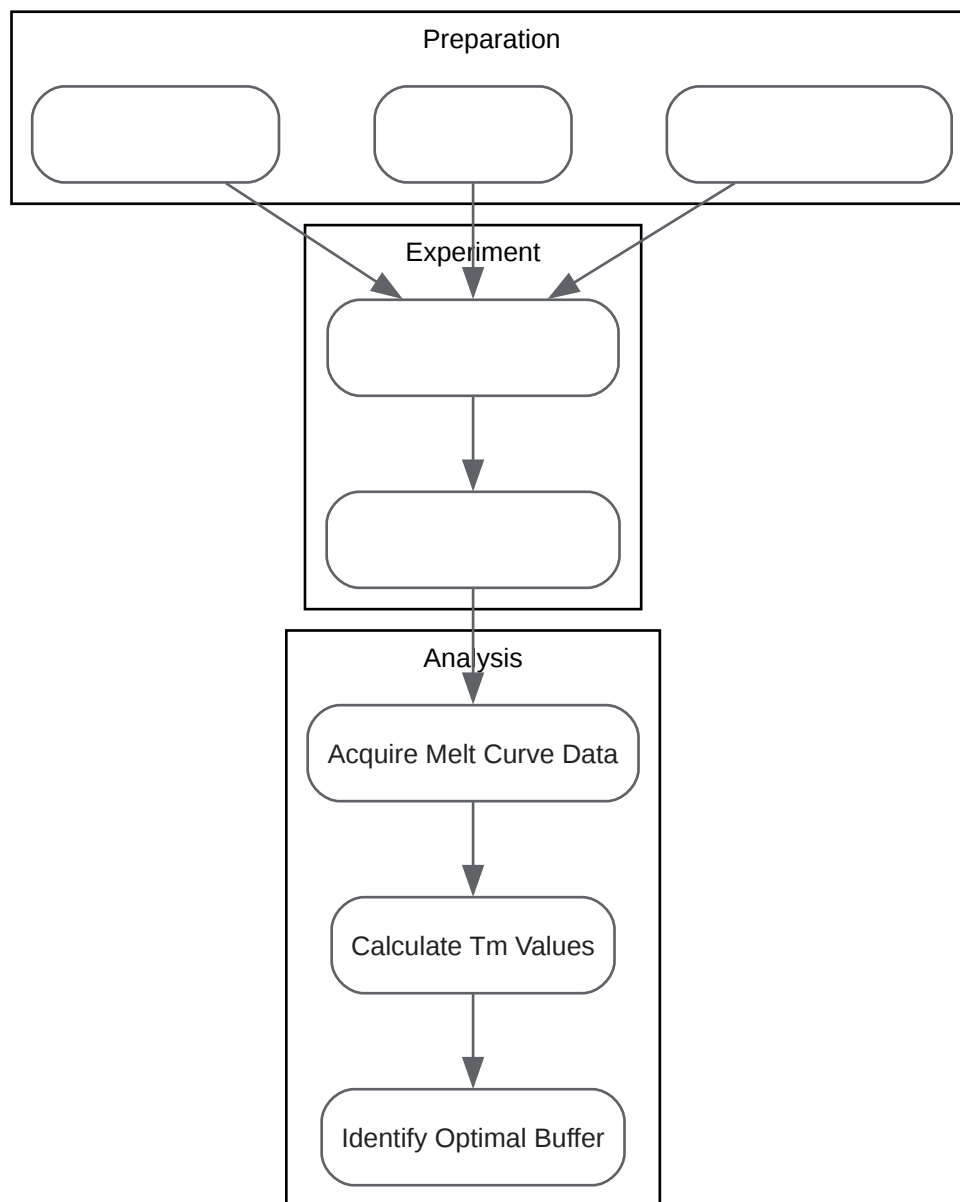 Preparation
Experiment
Analysis
Acquire Melt Curve Data
Calculate Tm Values
Identify Optimal Buffer